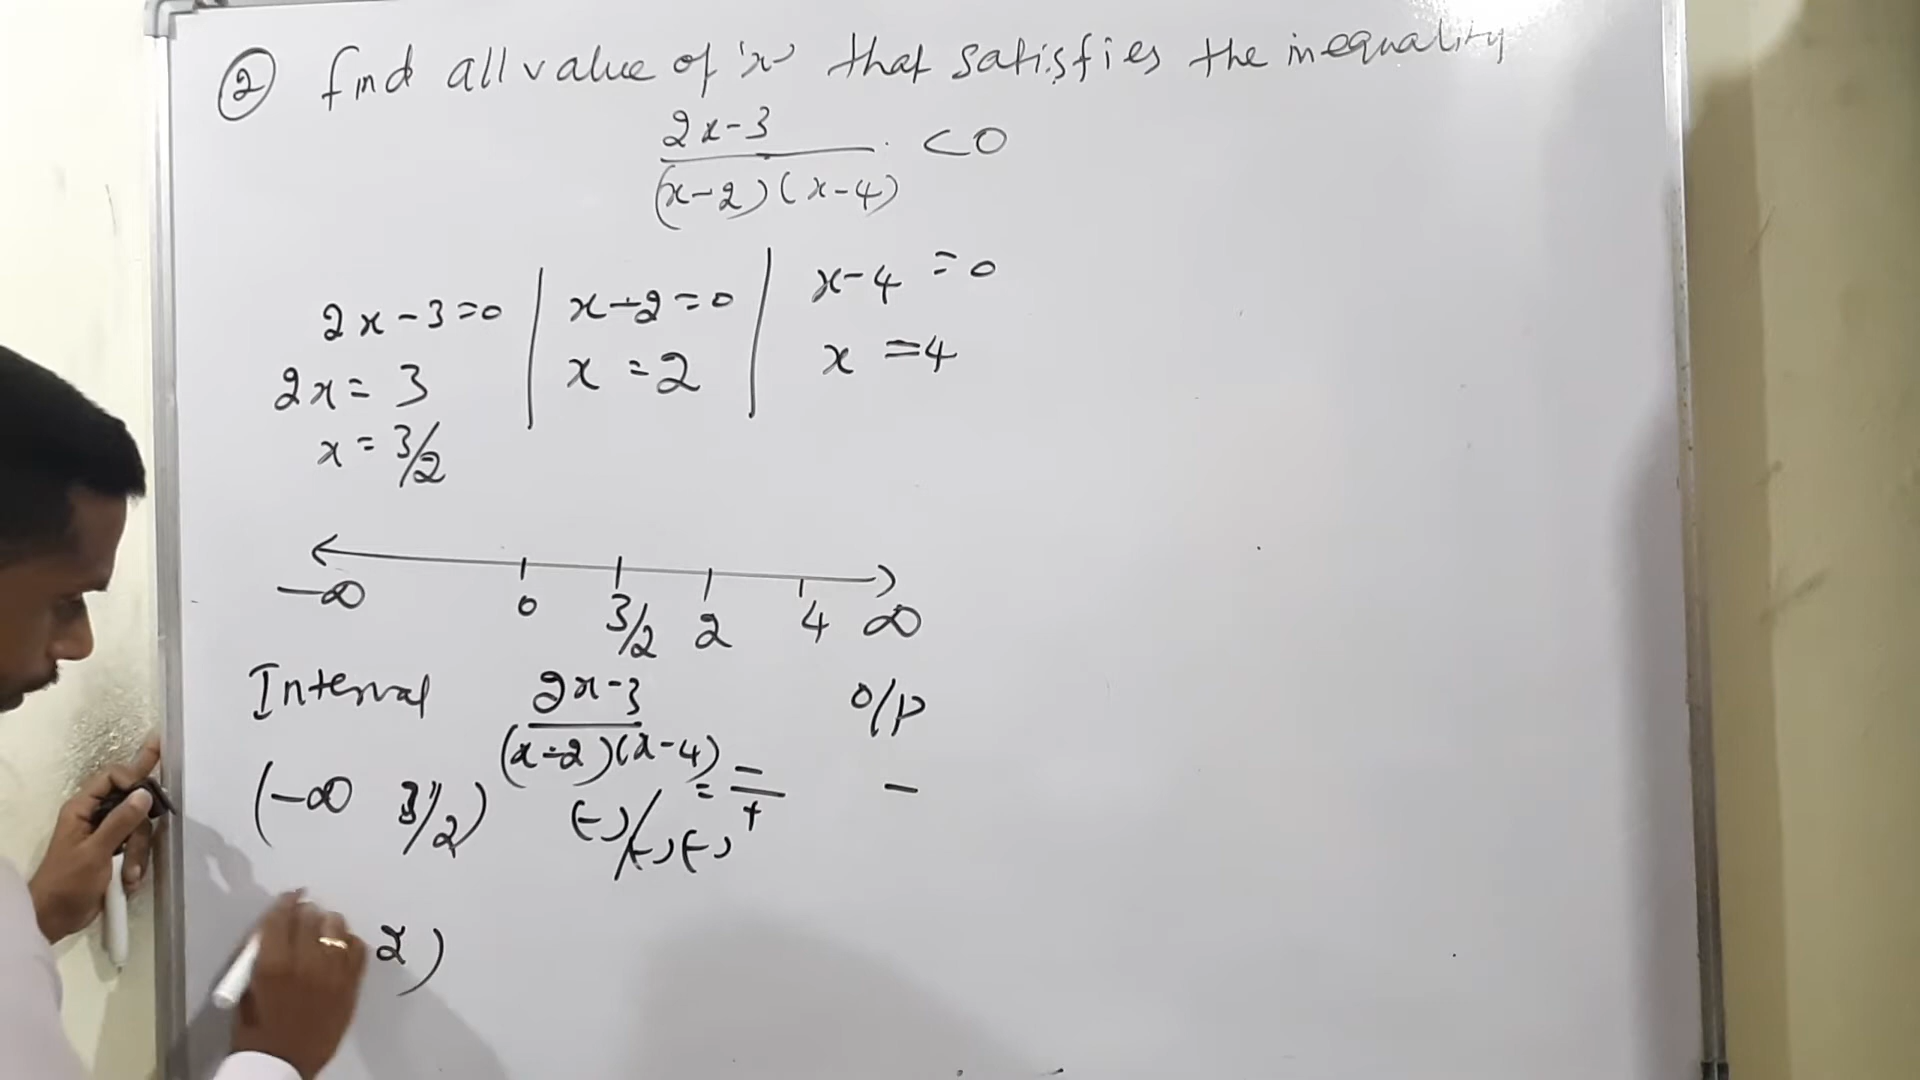 ② find all value of 'x' that satisfies the inequality
2x-3 / (x-2)(x-4) <0
2x-3=0 | x-2=0 | x-4=0
2x=3 | x=2 | x=4
x=3/2
-∞ 0 3/2 2 4 ∞
Interval 2x-3 / (x-2)(x-4) O/P
(-∞ 3/2) (-)/(-)(-) = -/+ -
2)